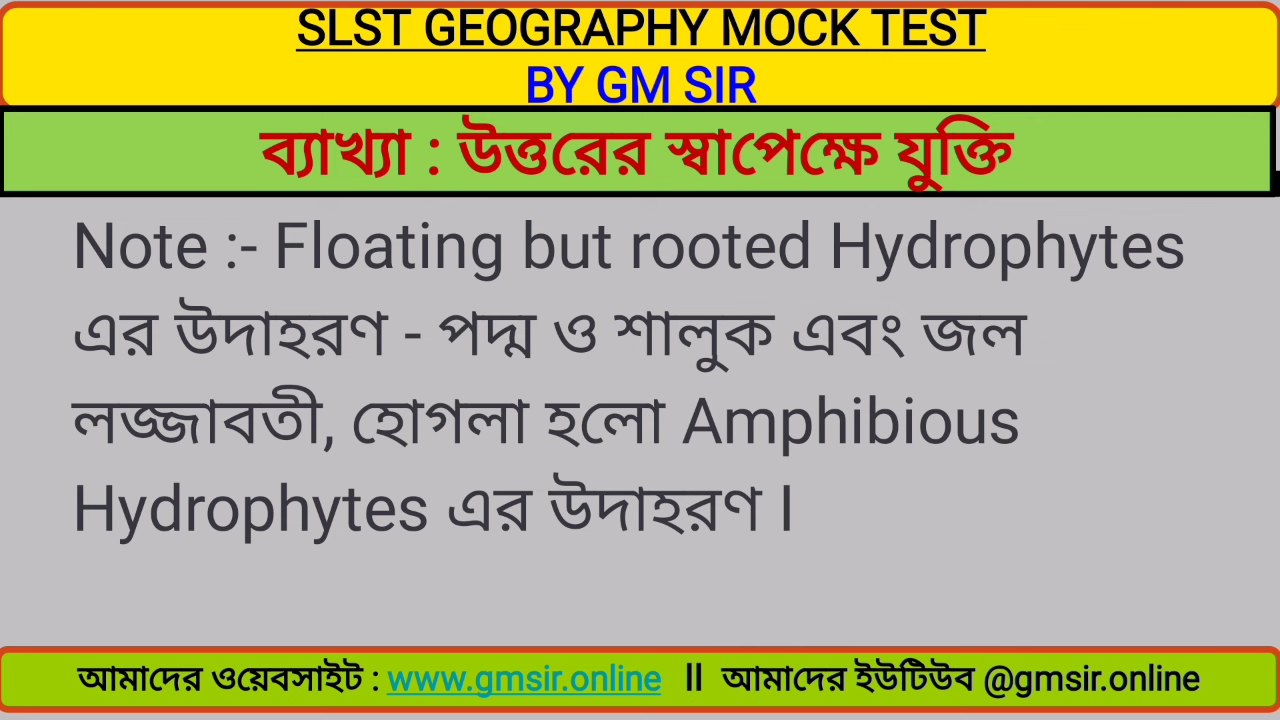 SLST GEOGRAPHY MOCK TEST
BY GM SIR
ব্যাখ্যা : উত্তরের স্বাপেক্ষে যুক্তি
Note :- Floating but rooted Hydrophytes
এর উদাহরণ - পদ্ম ও শালুক এবং জল
লজ্জাবতী, হোগলা হলো Amphibious
Hydrophytes এর উদাহরণ l
আমাদের ওয়েবসাইট : www.gmsir.online ll আমাদের ইউটিউব @gmsir.online